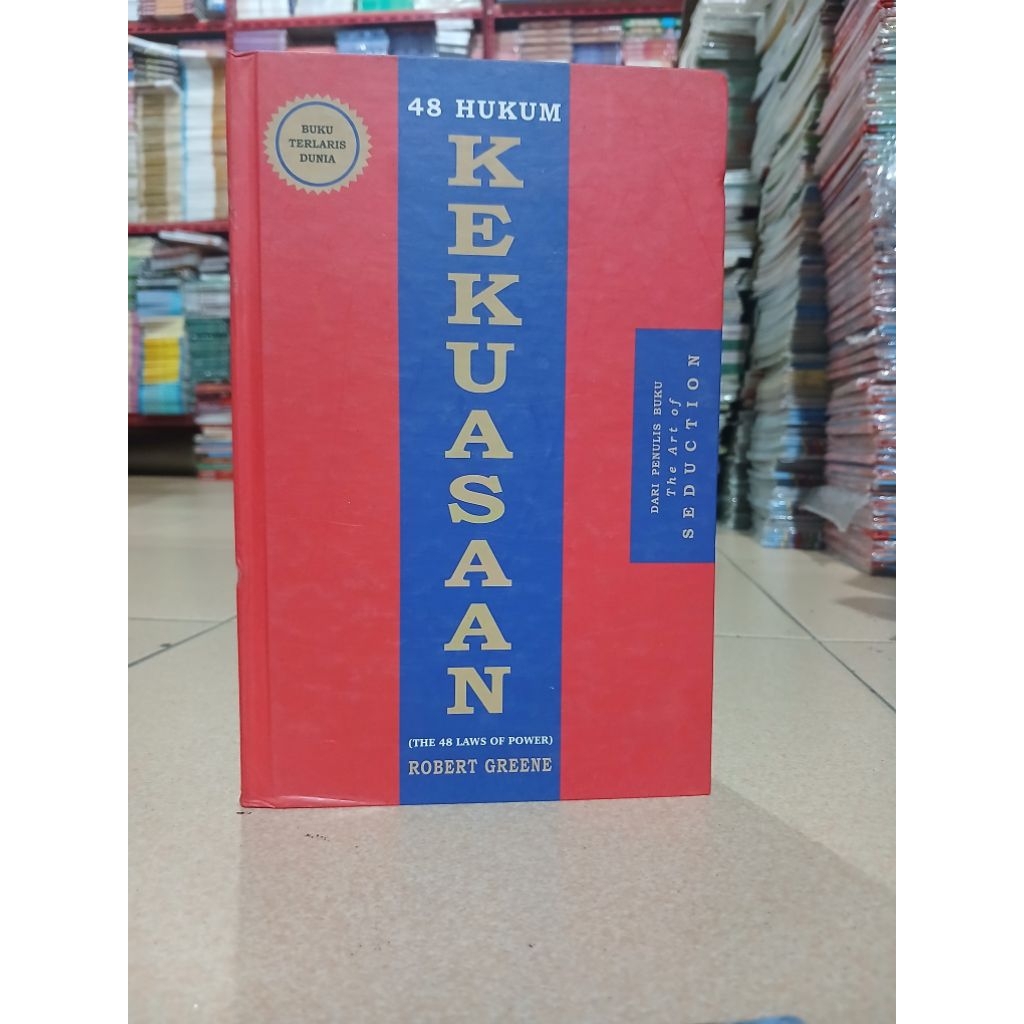 BUKU
TERLARIS
DUNIA
48 HUKUM
KEKUASAAN
(THE 48 LAWS OF POWER)
ROBERT GREENE
DARI PENULIS BUKU
The Art of
SEDUCTION